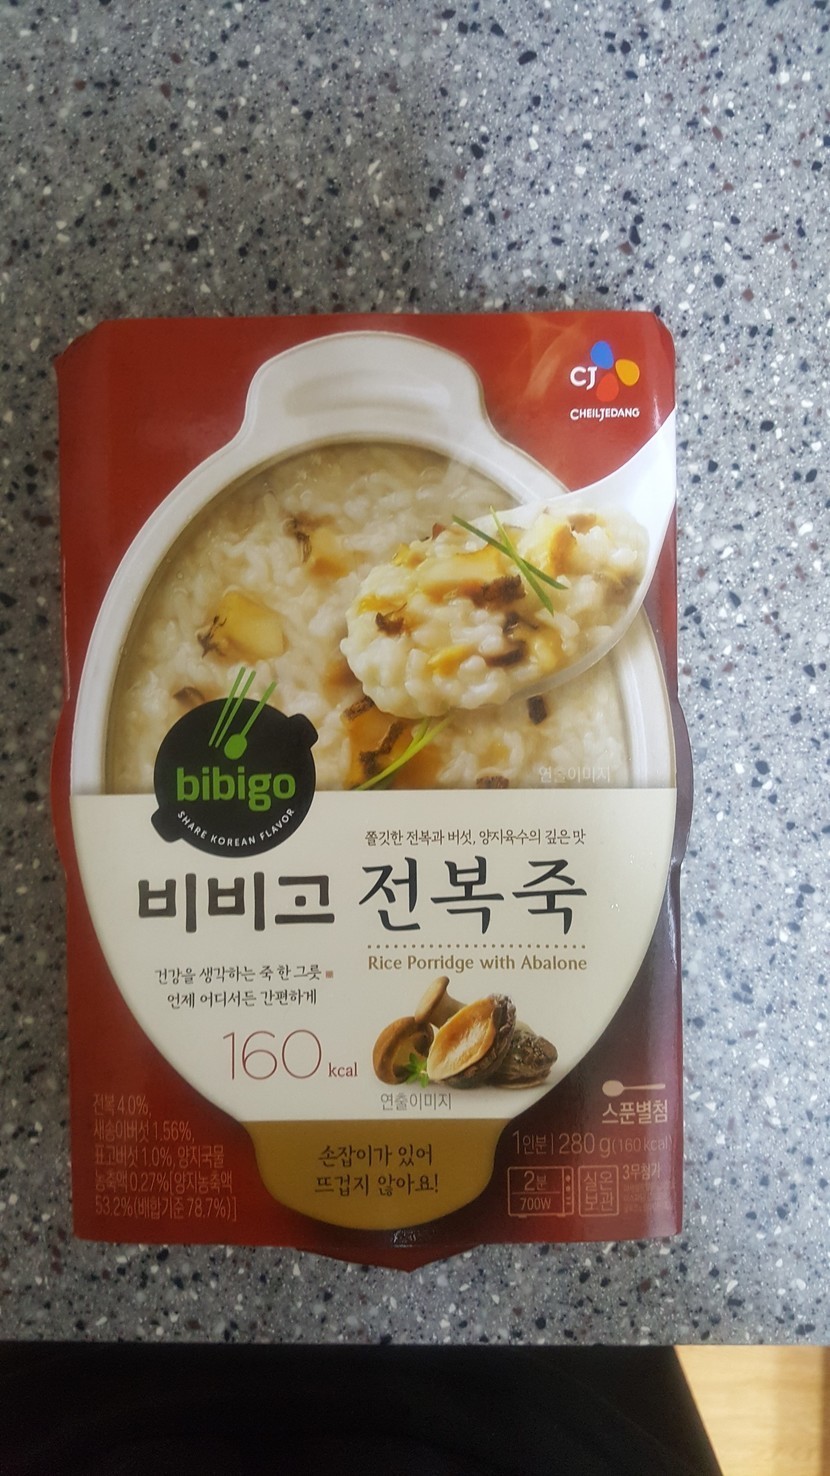 CJ
CHEILJEDANG
연출이미지
bibigo
SHARE KOREAN FLAVOR
쫄깃한 전복과 버섯, 양지육수의 깊은 맛
비비고 전복죽
Rice Porridge with Abalone
건강을 생각하는 죽 한 그릇
언제 어디서든 간편하게
160 kcal
연출이미지
전복 4.0%,
새송이버섯 1.56%,
표고버섯 1.0%, 양지국물
농축액 0.27%[양지농축액
53.2%(배합기준 78.7%)]
손잡이가 있어
뜨겁지 않아요!
스푼별첨
1인분 | 280 g (160 kcal)
2분
700W
실온
보관
3무첨가